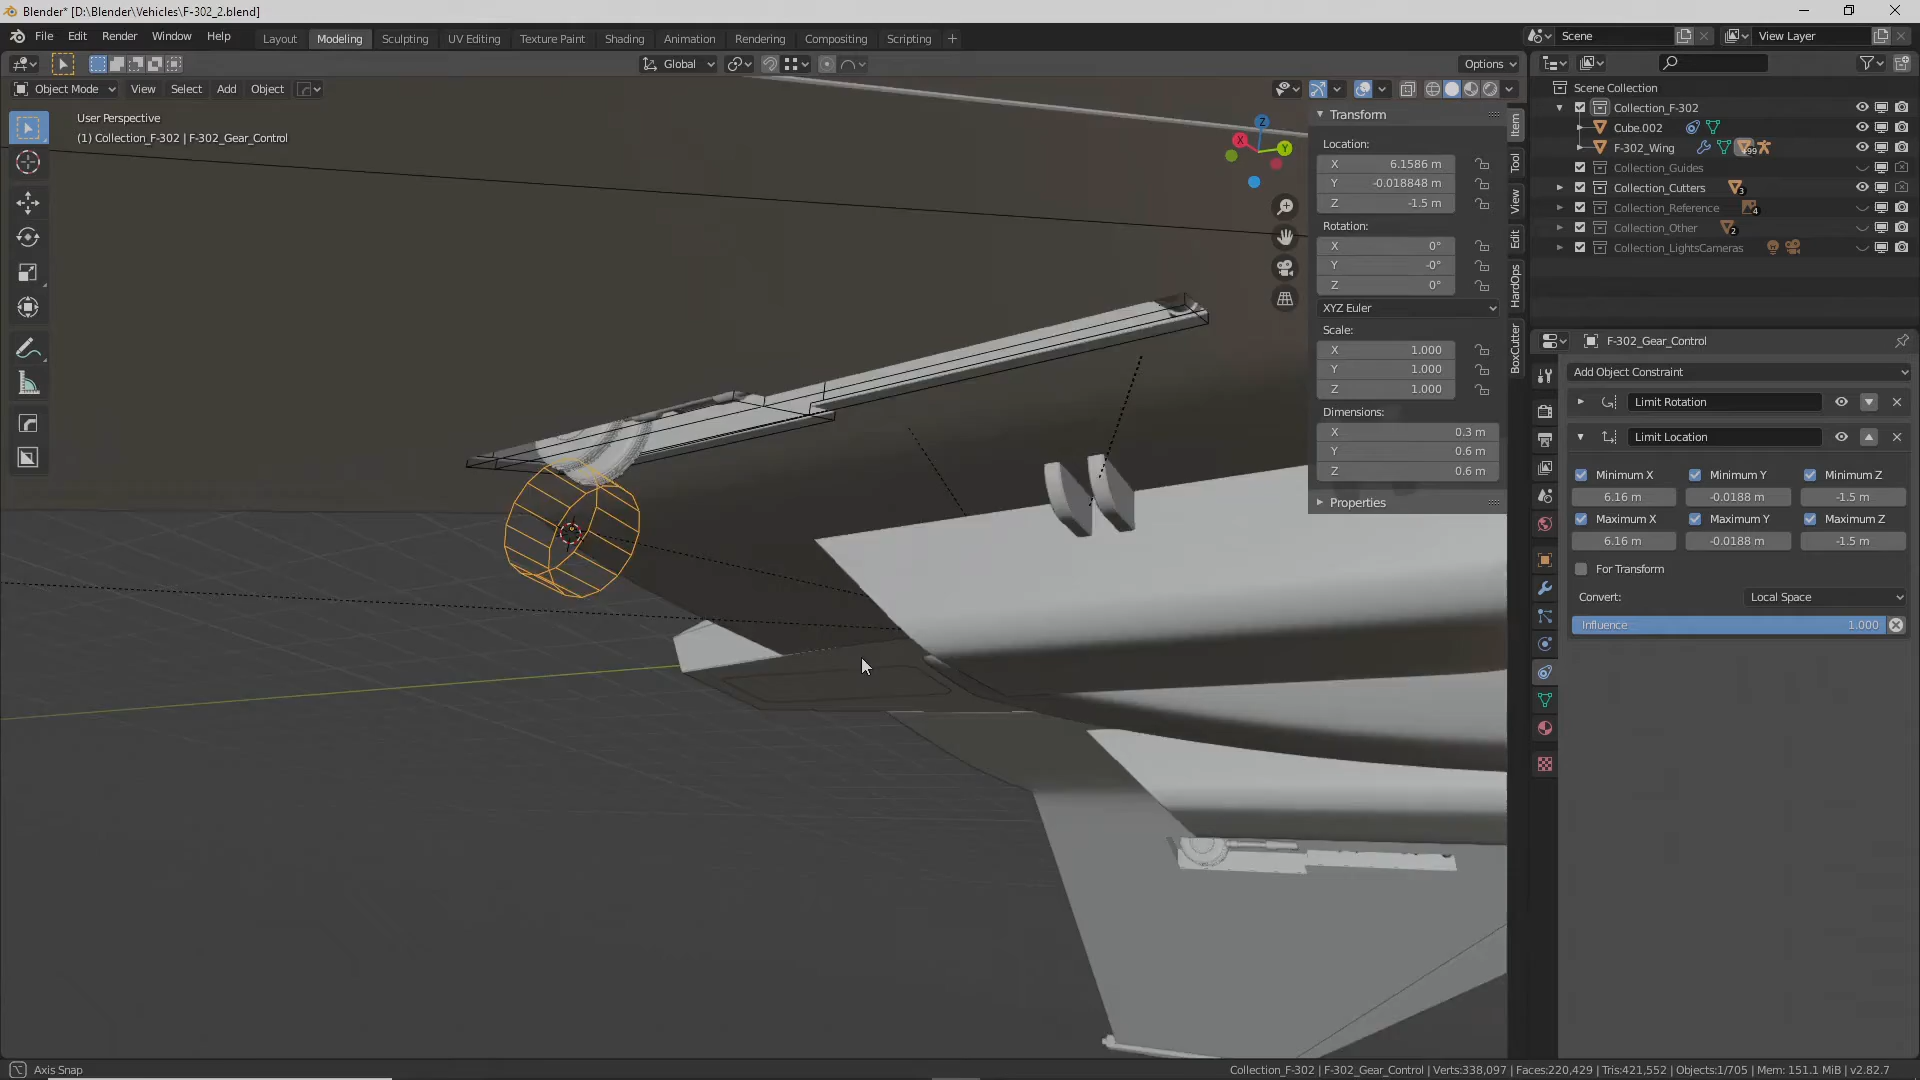 Blender* [D:\Blender\Vehicles\F-302_2.blend]
File Edit Render Window Help
Layout Modeling Sculpting UV Editing Texture Paint Shading Animation Rendering Compositing Scripting
Scene
View Layer
Global
Options
Object Mode View Select Add Object
User Perspective
(1) Collection_F-302 | F-302_Gear_Control
X
Y
Z
Transform
Location:
X 6.1586 m
Y -0.018848 m
Z -1.5 m
Rotation:
X 0°
Y -0°
Z 0°
XYZ Euler
Scale:
X 1.000
Y 1.000
Z 1.000
Dimensions:
X 0.3 m
Y 0.6 m
Z 0.6 m
Properties
Item
Tool
View
Edit
HardOps
BoxCutter
Scene Collection
Collection_F-302
Cube.002
F-302_Wing
99
Collection_Guides
Collection_Cutters
3
Collection_Reference
4
Collection_Other
2
Collection_LightsCameras
F-302_Gear_Control
Add Object Constraint
Limit Rotation
Limit Location
Minimum X Minimum Y Minimum Z
6.16 m -0.0188 m -1.5 m
Maximum X Maximum Y Maximum Z
6.16 m -0.0188 m -1.5 m
For Transform
Convert: Local Space
Influence 1.000
Axis Snap
Collection_F-302 | F-302_Gear_Control | Verts:338,097 | Faces:220,429 | Tris:421,552 | Objects:1/705 | Mem: 151.1 MiB | v2.82.7